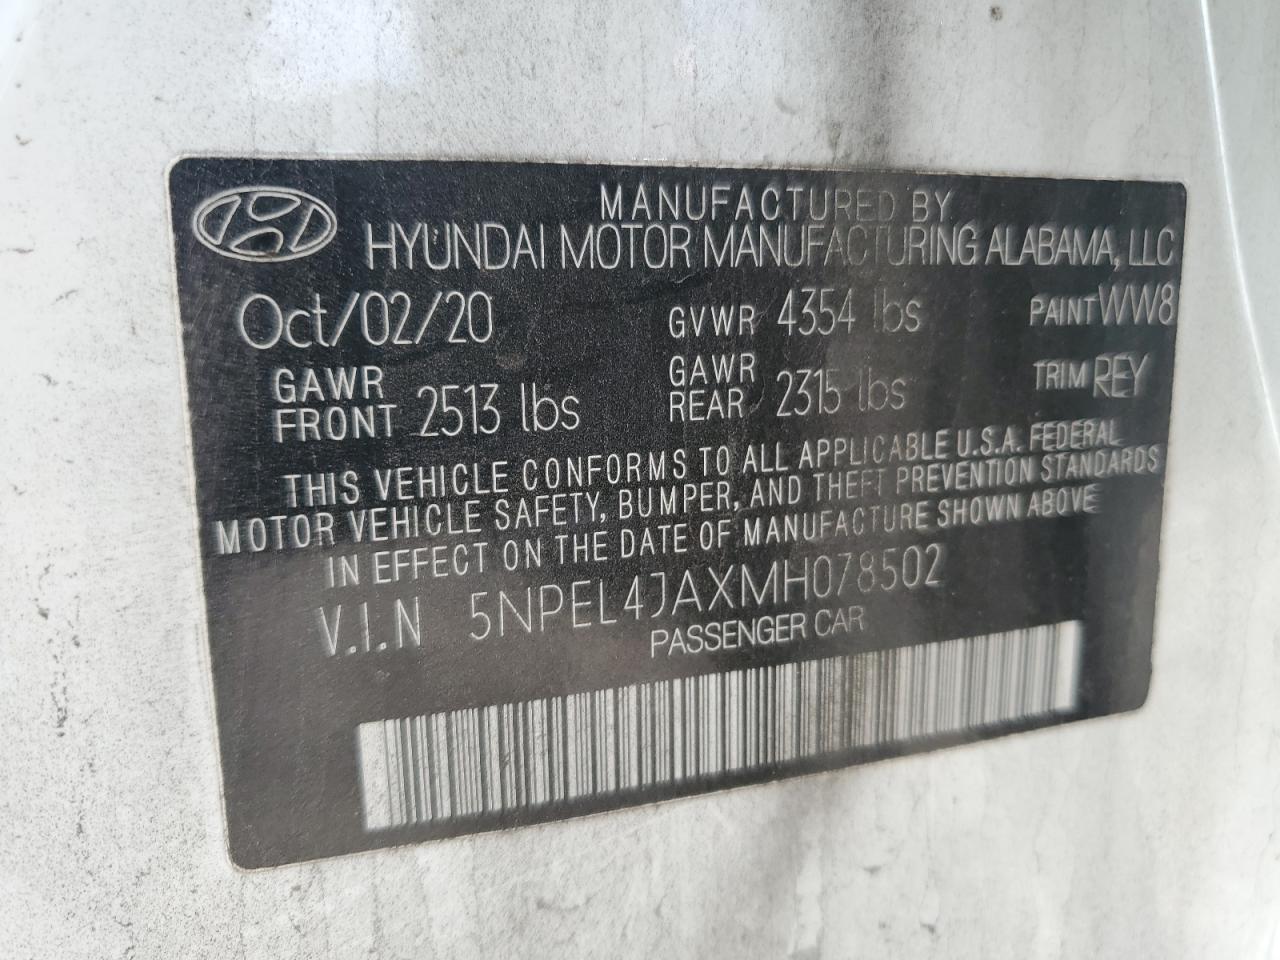 MANUFACTURED BY
HYUNDAI MOTOR MANUFACTURING ALABAMA, LLC
Oct/02/20 GVWR 4354 lbs PAINT WW8
GAWR FRONT 2513 lbs GAWR REAR 2315 lbs TRIM REY
THIS VEHICLE CONFORMS TO ALL APPLICABLE U.S.A. FEDERAL
MOTOR VEHICLE SAFETY, BUMPER, AND THEFT PREVENTION STANDARDS
IN EFFECT ON THE DATE OF MANUFACTURE SHOWN ABOVE
V.I.N 5NPEL4JAXMH078502
PASSENGER CAR